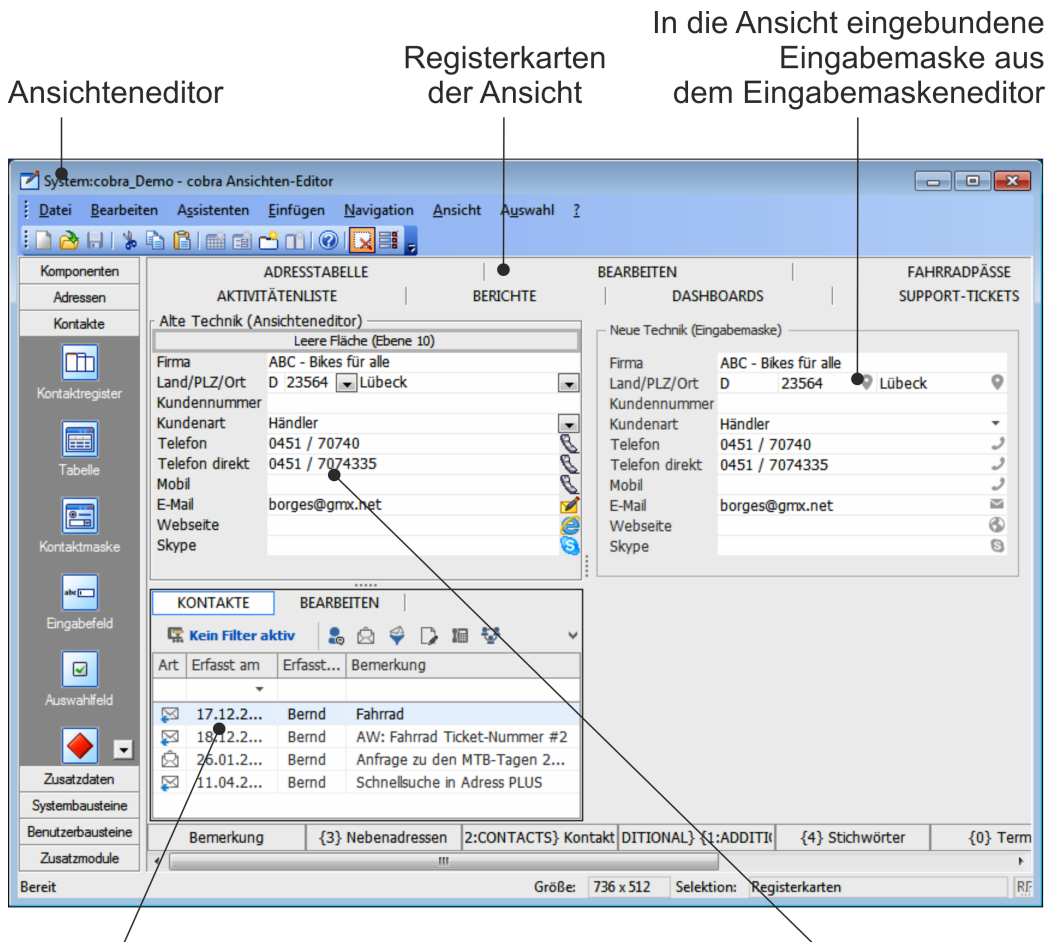 In die Ansicht eingebundene
Registerkarten Eingabemaske aus
Ansichteneditor der Ansicht dem Eingabemaskeneditor
System:cobra_Demo - cobra Ansichten-Editor
Datei Bearbeiten Assistenten Einfügen Navigation Ansicht Auswahl ?
Komponenten
Adressen
Kontakte
Kontaktregister
Tabelle
Kontaktmaske
abc
Eingabefeld
Auswahlfeld
Zusatzdaten
Systembausteine
Benutzerbausteine
Zusatzmodule
ADRESSTABELLE BEARBEITEN FAHRRADPÄSSE
AKTIVITÄTENLISTE BERICHTE DASHBOARDS SUPPORT-TICKETS
Alte Technik (Ansichteneditor)
Leere Fläche (Ebene 10)
Firma ABC - Bikes für alle
Land/PLZ/Ort D 23564 Lübeck
Kundennummer
Kundenart Händler
Telefon 0451 / 70740
Telefon direkt 0451 / 7074335
Mobil
E-Mail borges@gmx.net
Webseite
Skype
Neue Technik (Eingabemaske)
Firma ABC - Bikes für alle
Land/PLZ/Ort D 23564 Lübeck
Kundennummer
Kundenart Händler
Telefon 0451 / 70740
Telefon direkt 0451 / 7074335
Mobil
E-Mail borges@gmx.net
Webseite
Skype
KONTAKTE BEARBEITEN
Kein Filter aktiv
Art Erfasst am Erfasst... Bemerkung
17.12.2... Bernd Fahrrad
18.12.2... Bernd AW: Fahrrad Ticket-Nummer #2
26.01.2... Bernd Anfrage zu den MTB-Tagen 2...
11.04.2... Bernd Schnellsuche in Adress PLUS
Bemerkung {3} Nebenadressen 2:CONTACTS} Kontakt DITIONAL} {1:ADDITI {4} Stichwörter {0} Term
Bereit Größe: 736 x 512 Selektion: Registerkarten RF